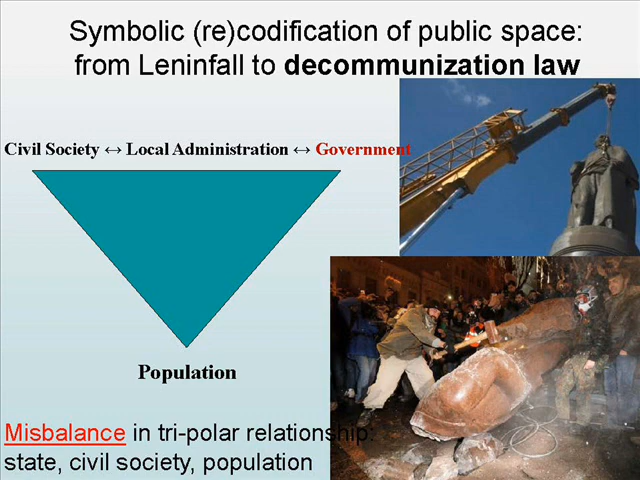 Symbolic (re)codification of public space:
from Leninfall to decommunization law
Civil Society ↔ Local Administration ↔ Government
Population
Misbalance in tri-polar relationship:
state, civil society, population